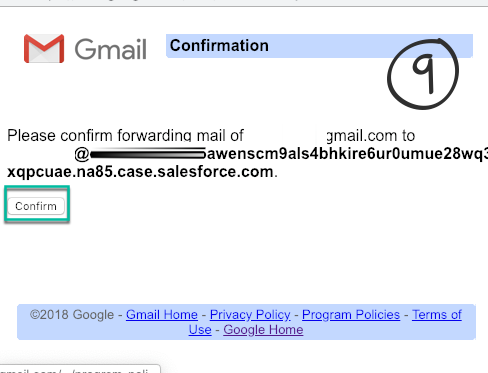 Gmail
Confirmation
9
Please confirm forwarding mail of gmail.com to
@ awenscm9als4bhkire6ur0umue28wq3
xqpcuae.na85.case.salesforce.com.
Confirm
©2018 Google - Gmail Home - Privacy Policy - Program Policies - Terms of
Use - Google Home